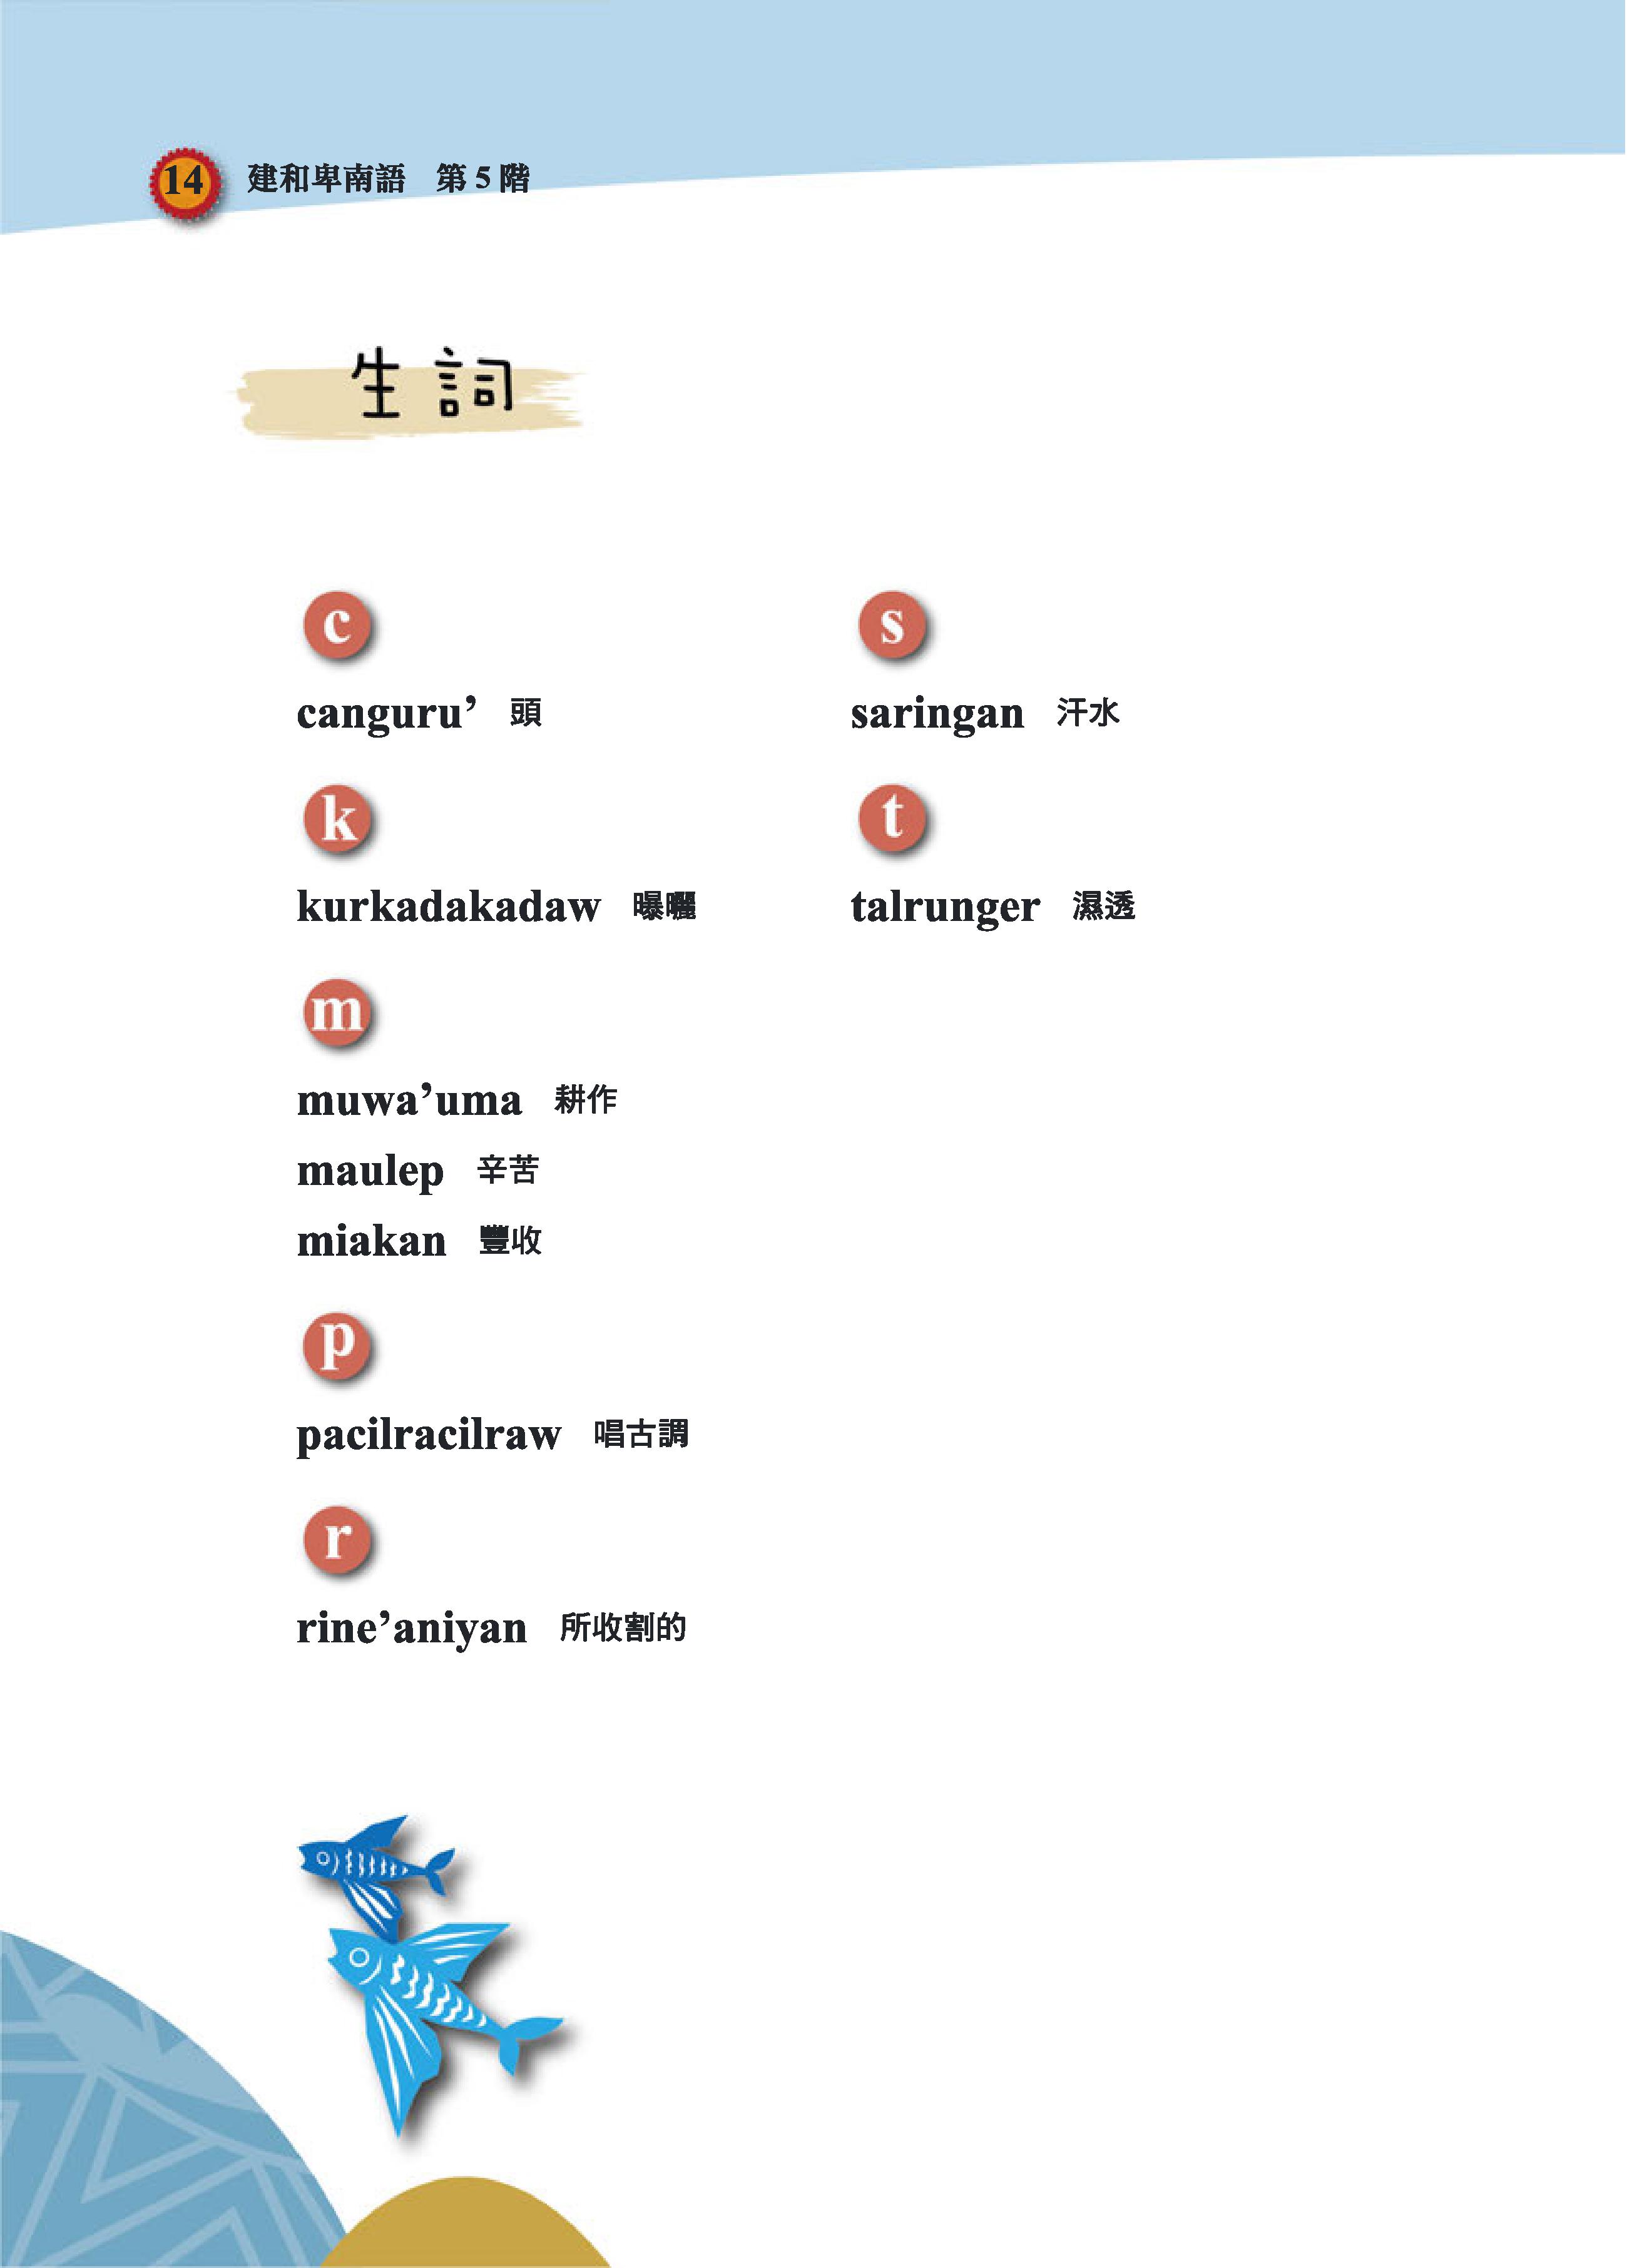 14 建和卑南語 第5階
生詞
c
canguru’ 頭
k
kurkadakadaw 曝曬
m
muwa’uma 耕作
maulep 辛苦
miakan 豐收
p
pacilracilraw 唱古調
r
rine’aniyan 所收割的
s
saringan 汗水
t
talrunger 濕透